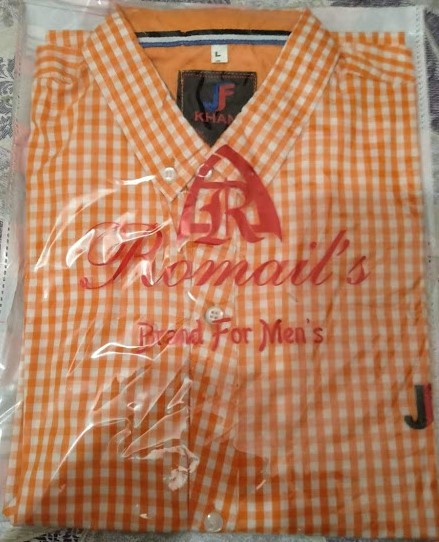 L
JF
KHAN
R
Romail's
Brand For Men's
J